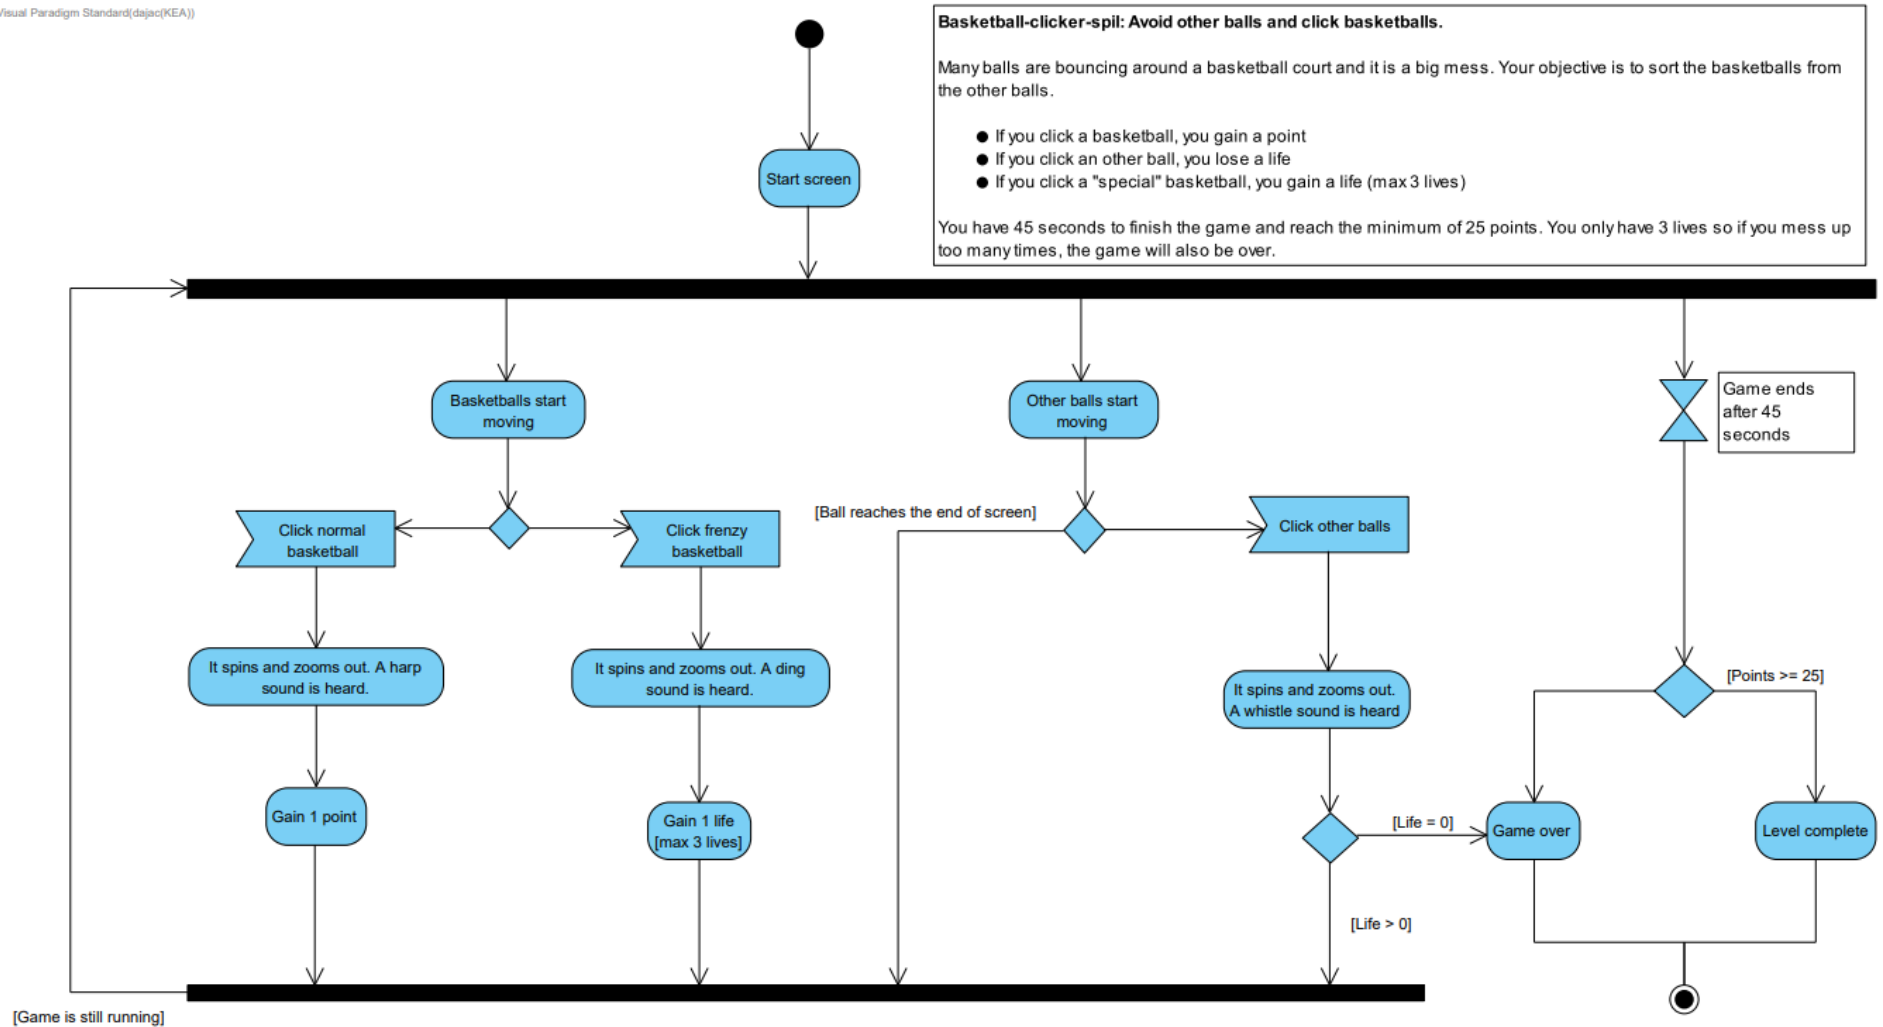 Visual Paradigm Standard(dajac(KEA))
Basketball-clicker-spil: Avoid other balls and click basketballs.
Many balls are bouncing around a basketball court and it is a big mess. Your objective is to sort the basketballs from
the other balls.
● If you click a basketball, you gain a point
● If you click an other ball, you lose a life
● If you click a "special" basketball, you gain a life (max 3 lives)
You have 45 seconds to finish the game and reach the minimum of 25 points. You only have 3 lives so if you mess up
too many times, the game will also be over.
Start screen
Basketballs start
moving
Other balls start
moving
Game ends
after 45
seconds
Click normal
basketball
Click frenzy
basketball
[Ball reaches the end of screen]
Click other balls
It spins and zooms out. A harp
sound is heard.
It spins and zooms out. A ding
sound is heard.
It spins and zooms out.
A whistle sound is heard
[Points >= 25]
Gain 1 point
Gain 1 life
[max 3 lives]
[Life = 0]
Game over
Level complete
[Life > 0]
[Game is still running]